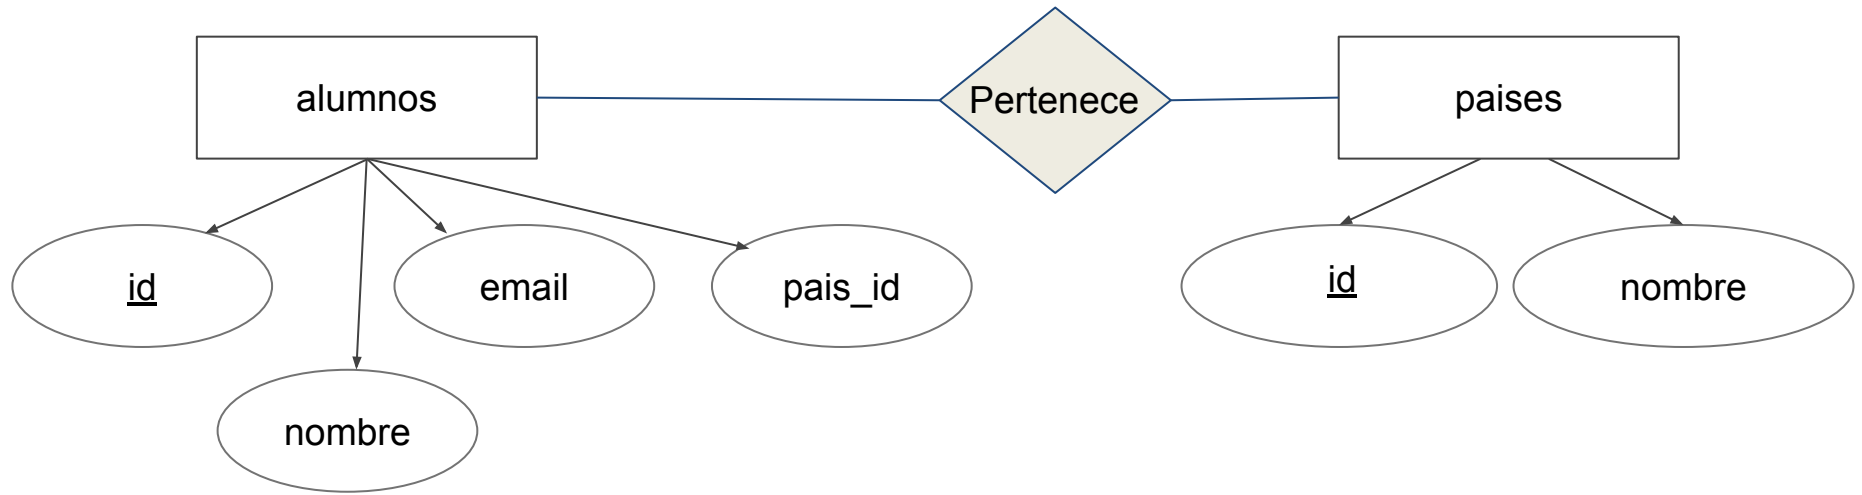 alumnos
Pertenece
paises
id
email
pais_id
id
nombre
nombre